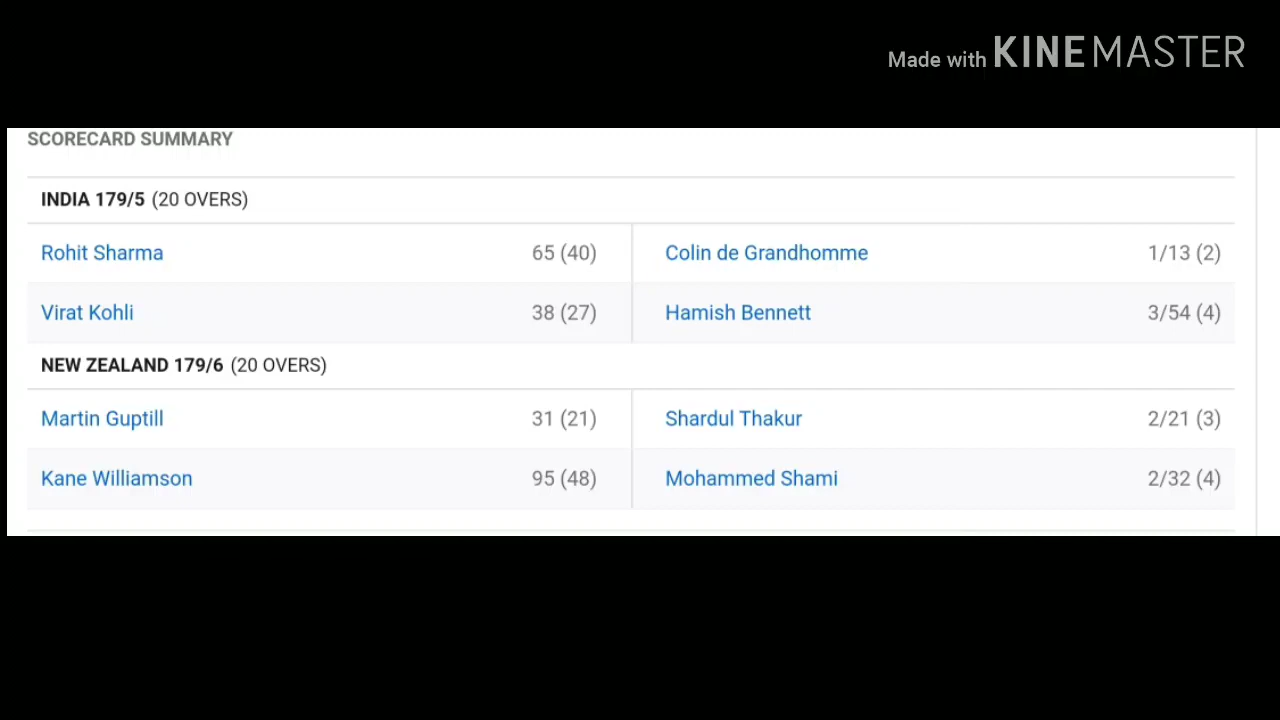 Made with KINEMASTER
SCORECARD SUMMARY
INDIA 179/5 (20 OVERS)
Rohit Sharma 65 (40) Colin de Grandhomme 1/13 (2)
Virat Kohli 38 (27) Hamish Bennett 3/54 (4)
NEW ZEALAND 179/6 (20 OVERS)
Martin Guptill 31 (21) Shardul Thakur 2/21 (3)
Kane Williamson 95 (48) Mohammed Shami 2/32 (4)